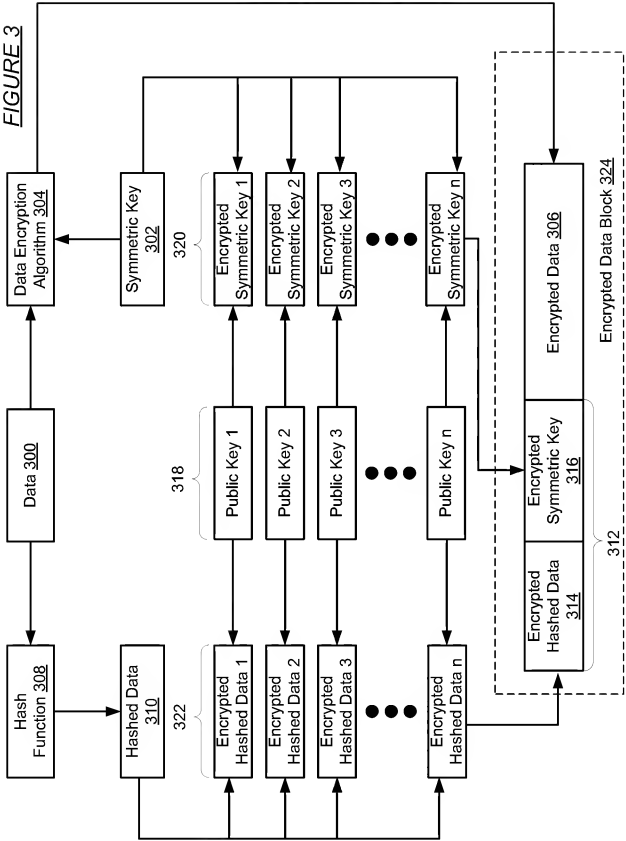 FIGURE 3
Data 300
Hash
Function 308
Data Encryption
Algorithm 304
Hashed Data
310
Symmetric Key
302
322
318
320
Encrypted
Hashed Data 1
Public Key 1
Encrypted
Symmetric Key 1
Encrypted
Hashed Data 2
Public Key 2
Encrypted
Symmetric Key 2
Encrypted
Hashed Data 3
Public Key 3
Encrypted
Symmetric Key 3
Encrypted
Hashed Data n
Public Key n
Encrypted
Symmetric Key n
Encrypted
Hashed Data
314
Encrypted
Symmetric Key
316
Encrypted Data 306
312
Encrypted Data Block 324